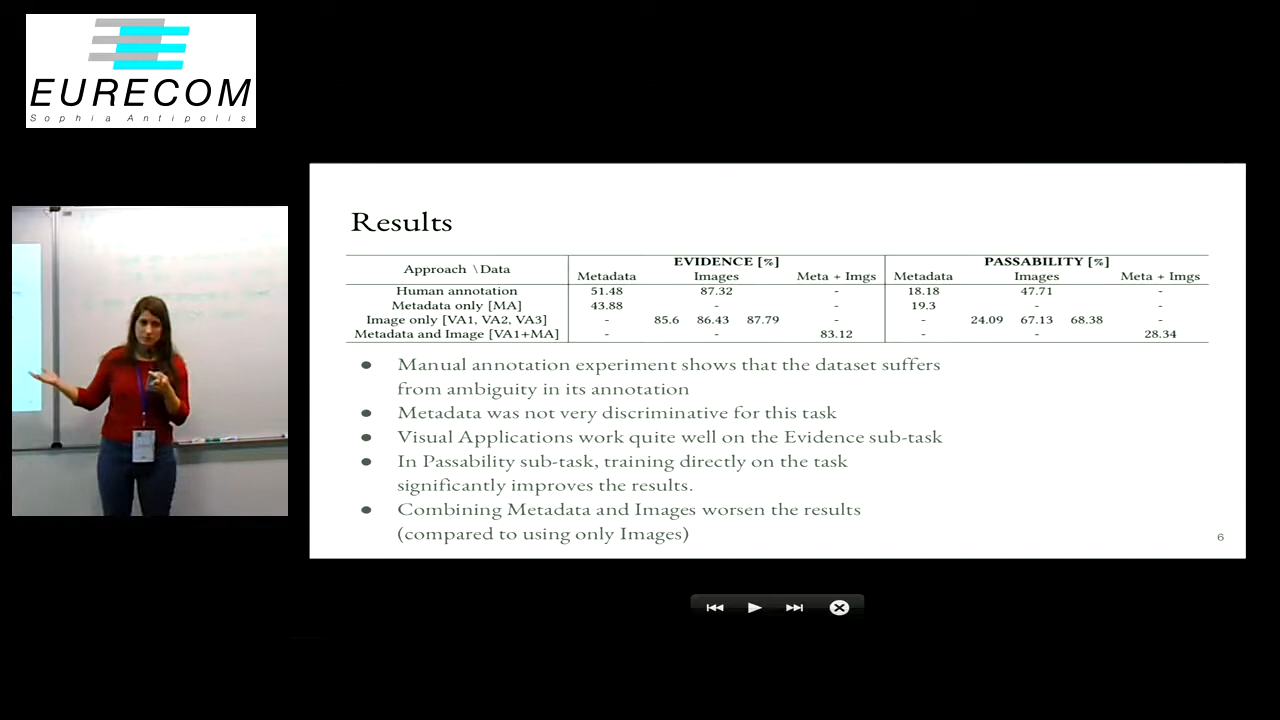 EURECOM
Sophia Antipolis
Results
Approach \Data EVIDENCE [%] PASSABILITY [%]
Metadata Images Meta + Imgs Metadata Images Meta + Imgs
Human annotation 51.48 87.32 - 18.18 47.71 -
Metadata only [MA] 43.88 - - 19.3 - -
Image only [VA1, VA2, VA3] - 85.6 86.43 87.79 - - 24.09 67.13 68.38 -
Metadata and Image [VA1+MA] - - 83.12 - - 28.34
● Manual annotation experiment shows that the dataset suffers
from ambiguity in its annotation
● Metadata was not very discriminative for this task
● Visual Applications work quite well on the Evidence sub-task
● In Passability sub-task, training directly on the task
significantly improves the results.
● Combining Metadata and Images worsen the results
(compared to using only Images)
6